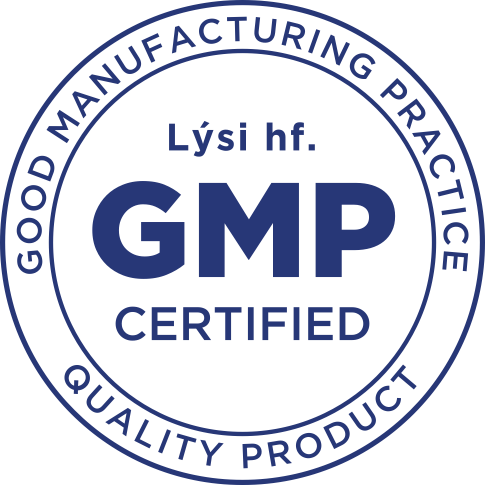 GOOD MANUFACTURING PRACTICE
Lýsi hf.
GMP
CERTIFIED
QUALITY PRODUCT